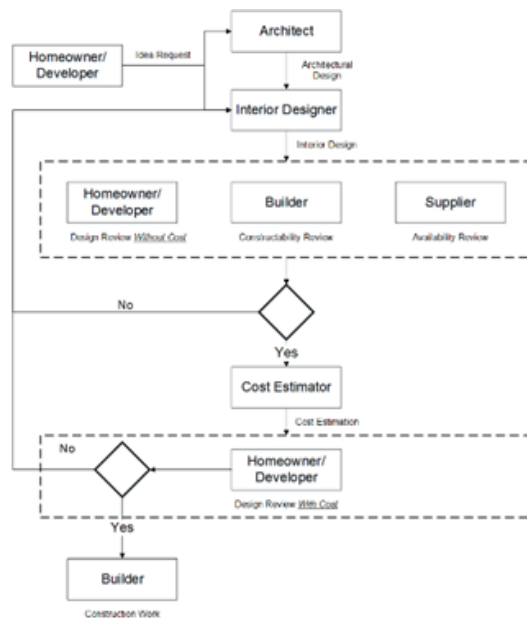 Architect
Homeowner/
Developer
Idea Request
Architectural
Design
Interior Designer
Interior Design
Homeowner/
Developer
Builder
Supplier
Design Review Without Cost
Constructability Review
Availability Review
No
Yes
Cost Estimator
Cost Estimation
No
Homeowner/
Developer
Design Review With Cost
Yes
Builder
Construction Work